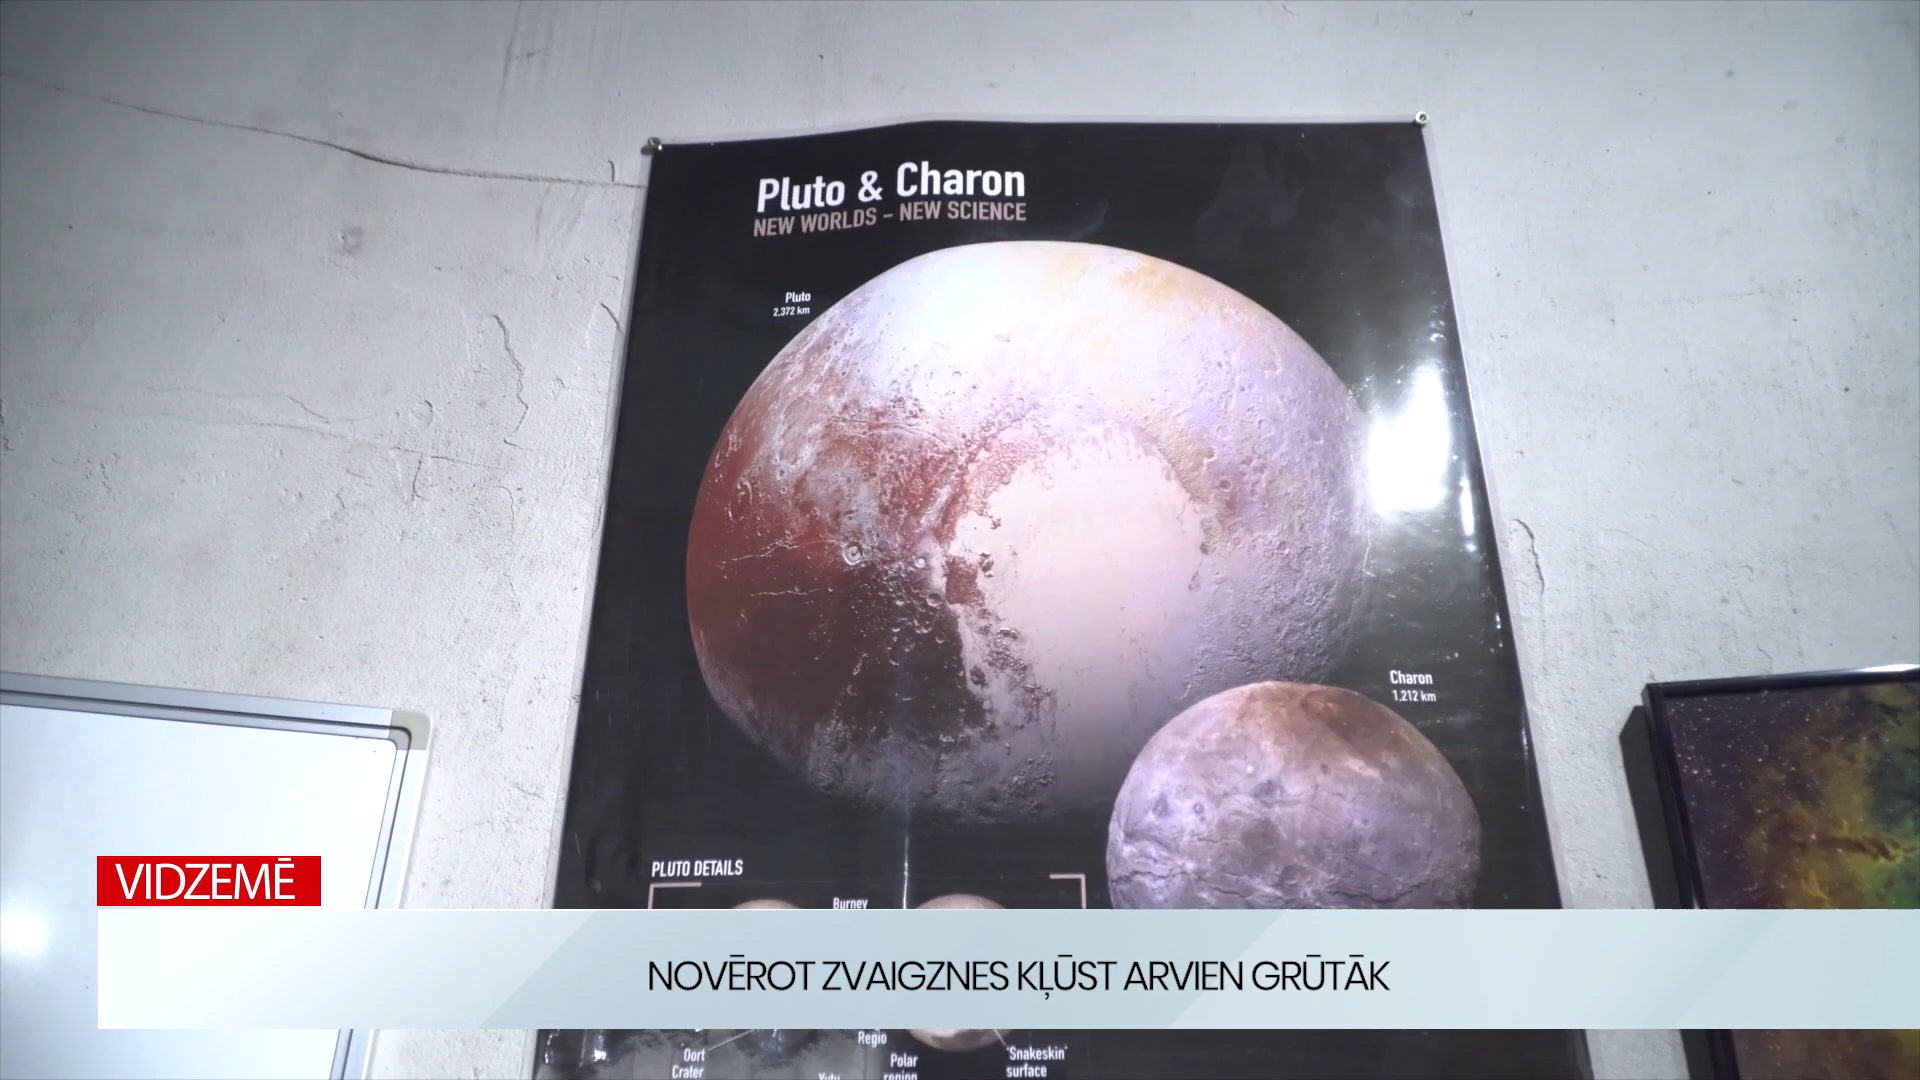 Pluto & Charon
NEW WORLDS – NEW SCIENCE
Pluto
2,372 km
Charon
1,212 km
PLUTO DETAILS
Burney
VIDZEMĒ
NOVĒROT ZVAIGZNES KĻŪST ARVIEN GRŪTĀK
Regio
Oort
Crater
Polar
region
'Snakeskin'
surface